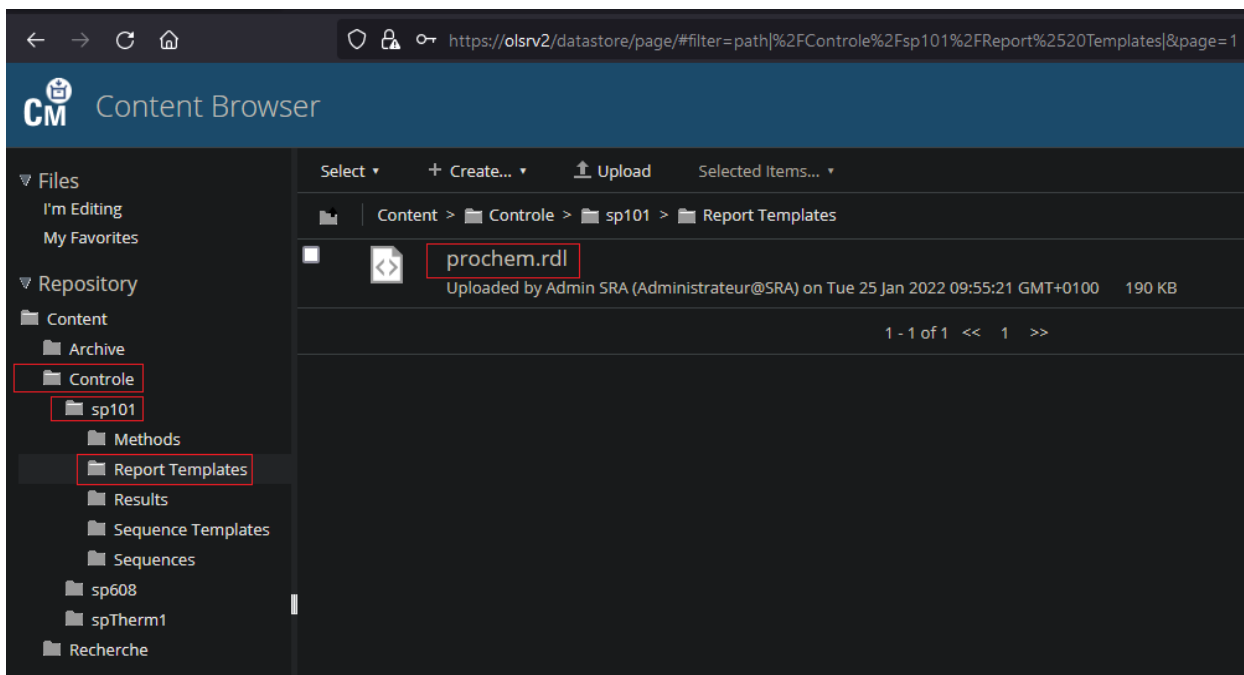 https://olsrv2/datastore/page/#filter=path|%2FControle%2Fsp101%2FReport%2520Templates|&page=1
CM Content Browser
Files
I'm Editing
My Favorites
Repository
Content
Archive
Controle
sp101
Methods
Report Templates
Results
Sequence Templates
Sequences
sp608
spTherm1
Recherche
Select + Create... Upload Selected Items...
Content > Controle > sp101 > Report Templates
prochem.rdl
Uploaded by Admin SRA (Administrateur@SRA) on Tue 25 Jan 2022 09:55:21 GMT+0100 190 KB
1 - 1 of 1 << 1 >>